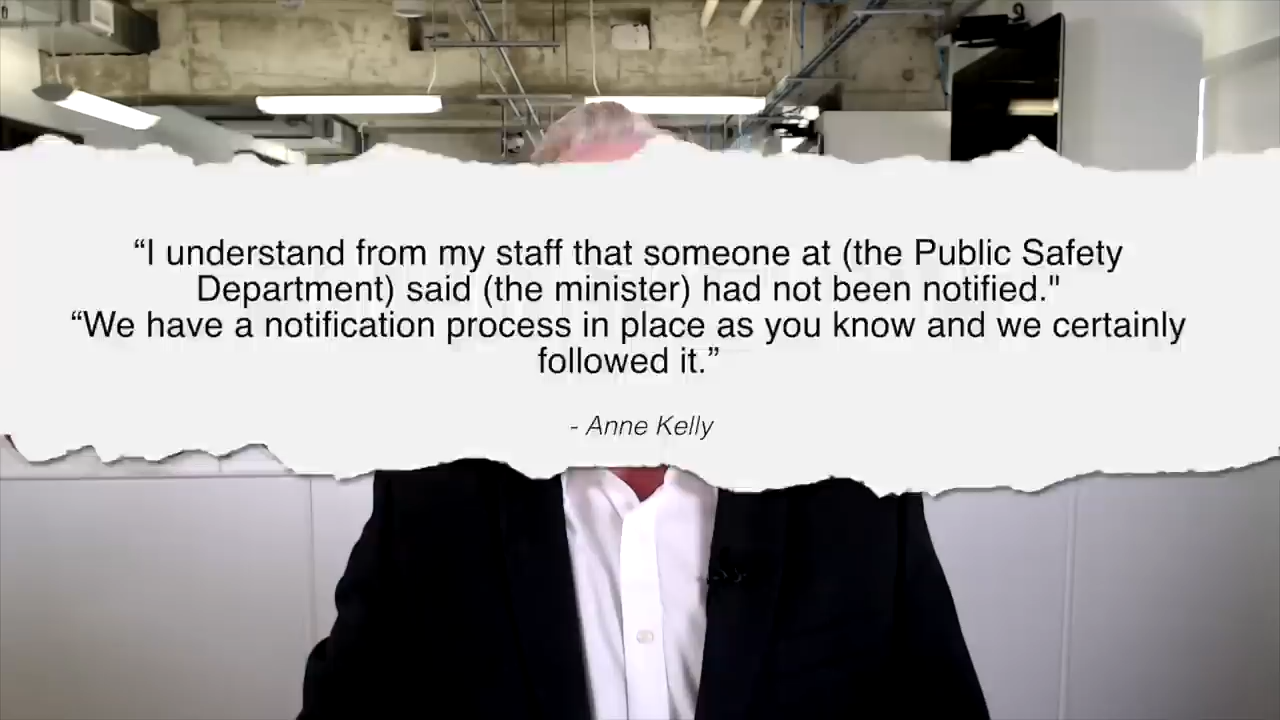 “I understand from my staff that someone at (the Public Safety
Department) said (the minister) had not been notified."
“We have a notification process in place as you know and we certainly
followed it.”
- Anne Kelly